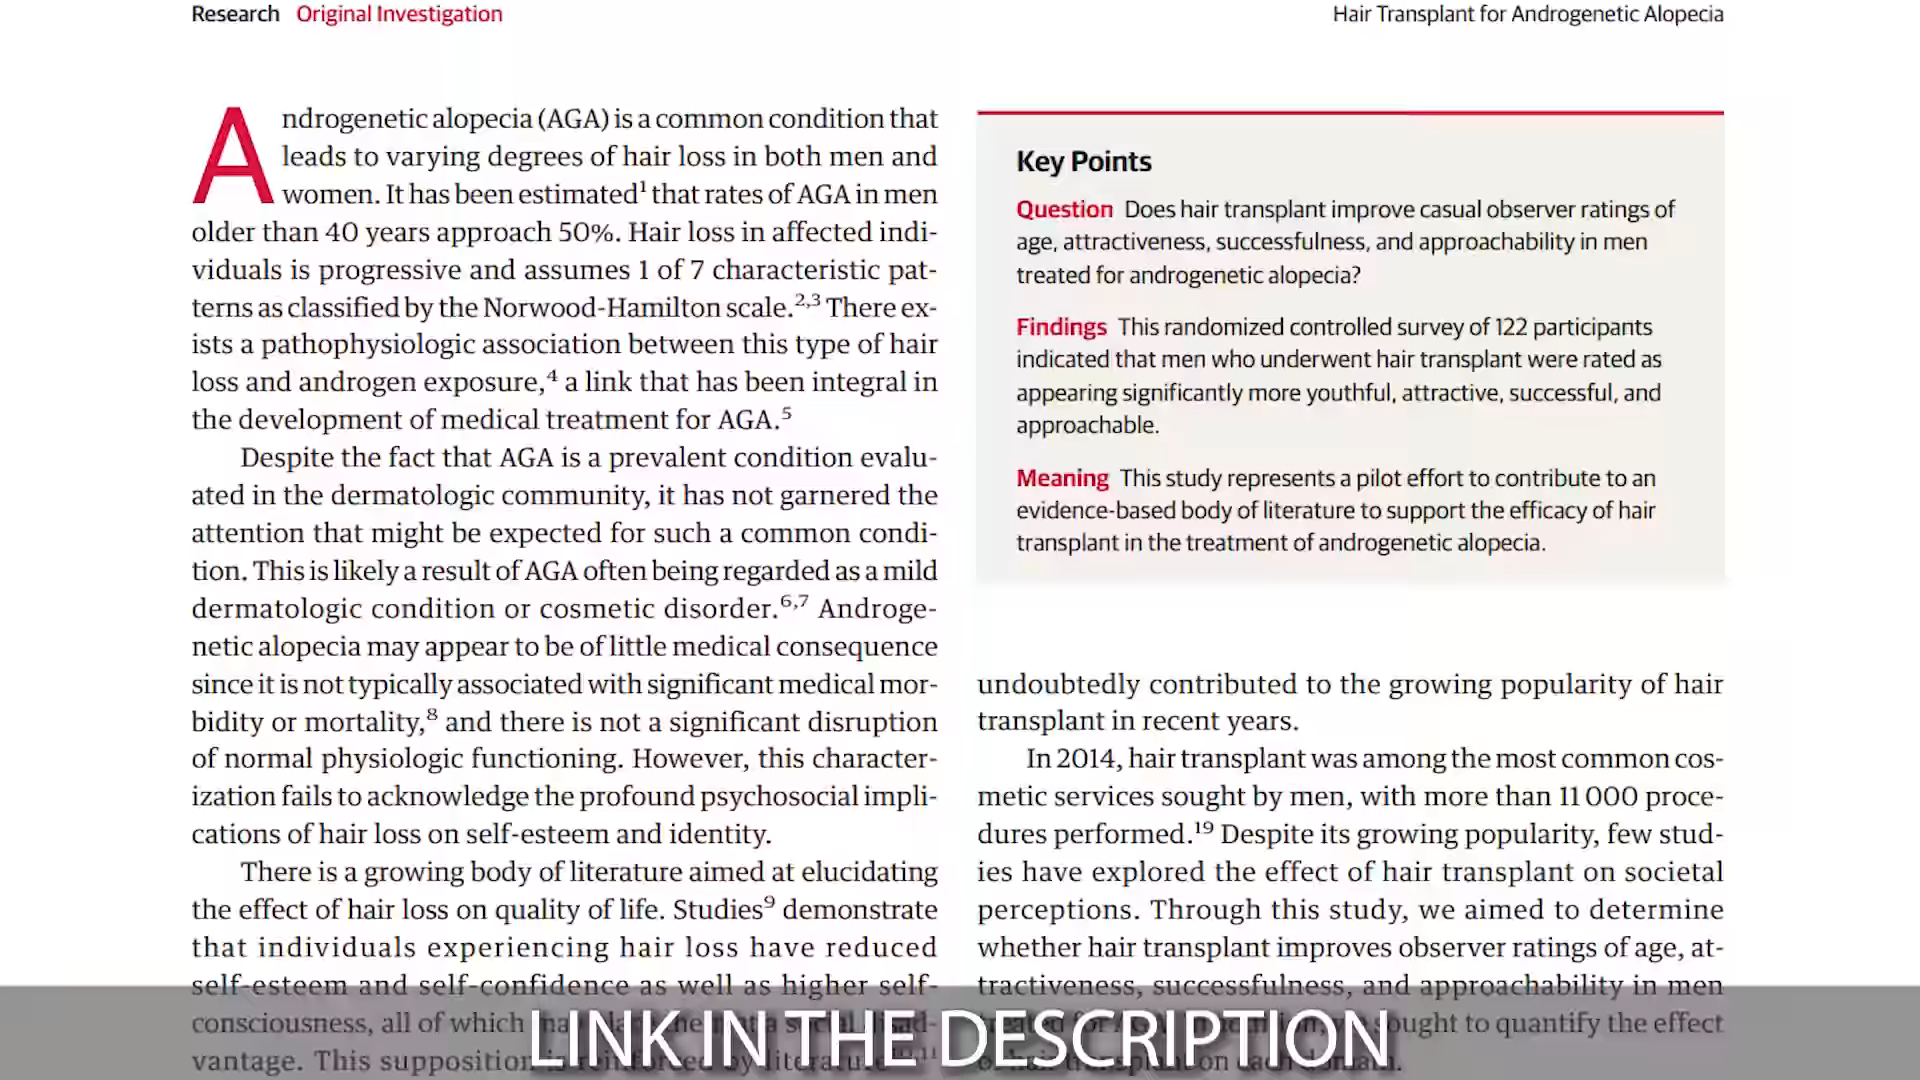 Research Original Investigation
Hair Transplant for Androgenetic Alopecia
Androgenetic alopecia (AGA) is a common condition that
leads to varying degrees of hair loss in both men and
women. It has been estimated1 that rates of AGA in men
older than 40 years approach 50%. Hair loss in affected indi-
viduals is progressive and assumes 1 of 7 characteristic pat-
terns as classified by the Norwood-Hamilton scale.2,3 There ex-
ists a pathophysiologic association between this type of hair
loss and androgen exposure,4 a link that has been integral in
the development of medical treatment for AGA.5
Despite the fact that AGA is a prevalent condition evalu-
ated in the dermatologic community, it has not garnered the
attention that might be expected for such a common condi-
tion. This is likely a result of AGA often being regarded as a mild
dermatologic condition or cosmetic disorder.6,7 Androge-
netic alopecia may appear to be of little medical consequence
since it is not typically associated with significant medical mor-
bidity or mortality,8 and there is not a significant disruption
of normal physiologic functioning. However, this character-
ization fails to acknowledge the profound psychosocial impli-
cations of hair loss on self-esteem and identity.
There is a growing body of literature aimed at elucidating
the effect of hair loss on quality of life. Studies9 demonstrate
that individuals experiencing hair loss have reduced
self-esteem and self-confidence as well as higher self-
consciousness, all of which
vantage. This supposition
Key Points
Question Does hair transplant improve casual observer ratings of
age, attractiveness, successfulness, and approachability in men
treated for androgenetic alopecia?
Findings This randomized controlled survey of 122 participants
indicated that men who underwent hair transplant were rated as
appearing significantly more youthful, attractive, successful, and
approachable.
Meaning This study represents a pilot effort to contribute to an
evidence-based body of literature to support the efficacy of hair
transplant in the treatment of androgenetic alopecia.
undoubtedly contributed to the growing popularity of hair
transplant in recent years.
In 2014, hair transplant was among the most common cos-
metic services sought by men, with more than 11 000 proce-
dures performed.19 Despite its growing popularity, few stud-
ies have explored the effect of hair transplant on societal
perceptions. Through this study, we aimed to determine
whether hair transplant improves observer ratings of age, at-
tractiveness, successfulness, and approachability in men
sought to quantify the effect
LINK IN THE DESCRIPTION